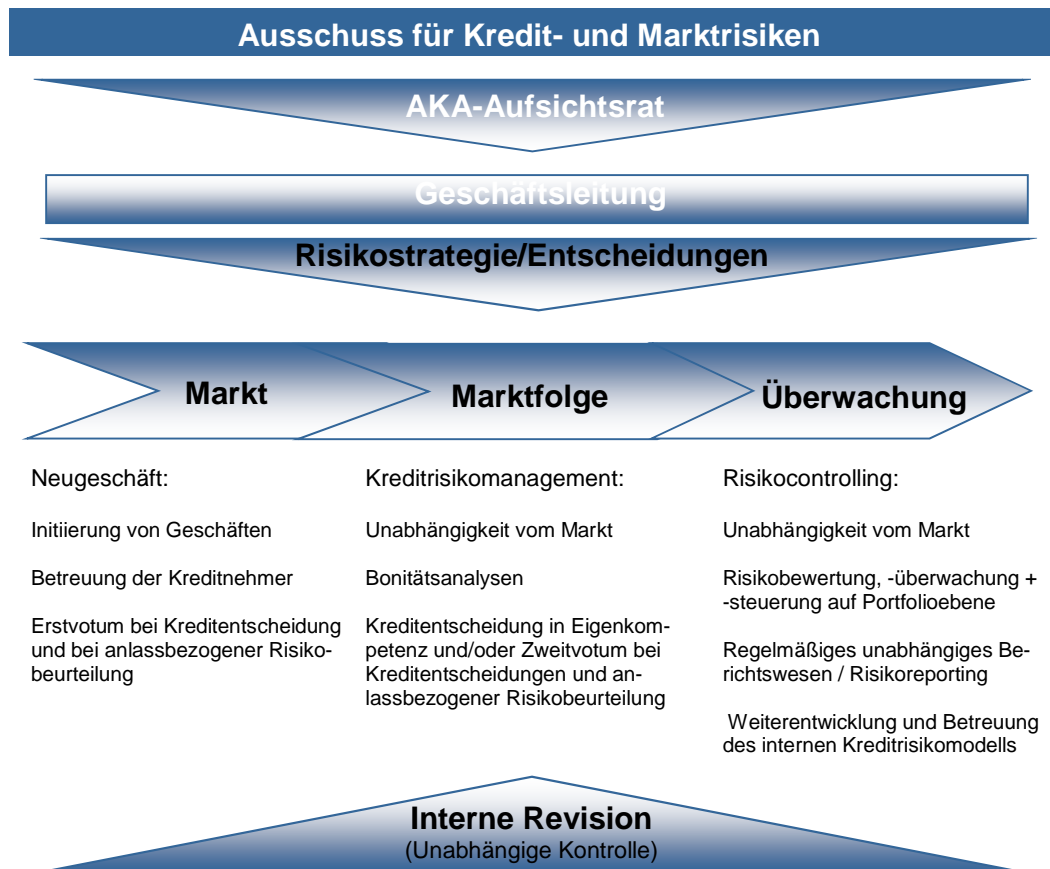 Ausschuss für Kredit- und Marktrisiken
AKA-Aufsichtsrat
Geschäftsleitung
Risikostrategie/Entscheidungen
Markt
Marktfolge
Überwachung
Neugeschäft:
Initiierung von Geschäften
Betreuung der Kreditnehmer
Erstvotum bei Kreditentscheidung
und bei anlassbezogener Risiko-
beurteilung
Kreditrisikomanagement:
Unabhängigkeit vom Markt
Bonitätsanalysen
Kreditentscheidung in Eigenkom-
petenz und/oder Zweitvotum bei
Kreditentscheidungen und an-
lassbezogener Risikobeurteilung
Risikocontrolling:
Unabhängigkeit vom Markt
Risikobewertung, -überwachung +
-steuerung auf Portfolioebene
Regelmäßiges unabhängiges Be-
richtswesen / Risikoreporting
Weiterentwicklung und Betreuung
des internen Kreditrisikomodells
Interne Revision
(Unabhängige Kontrolle)